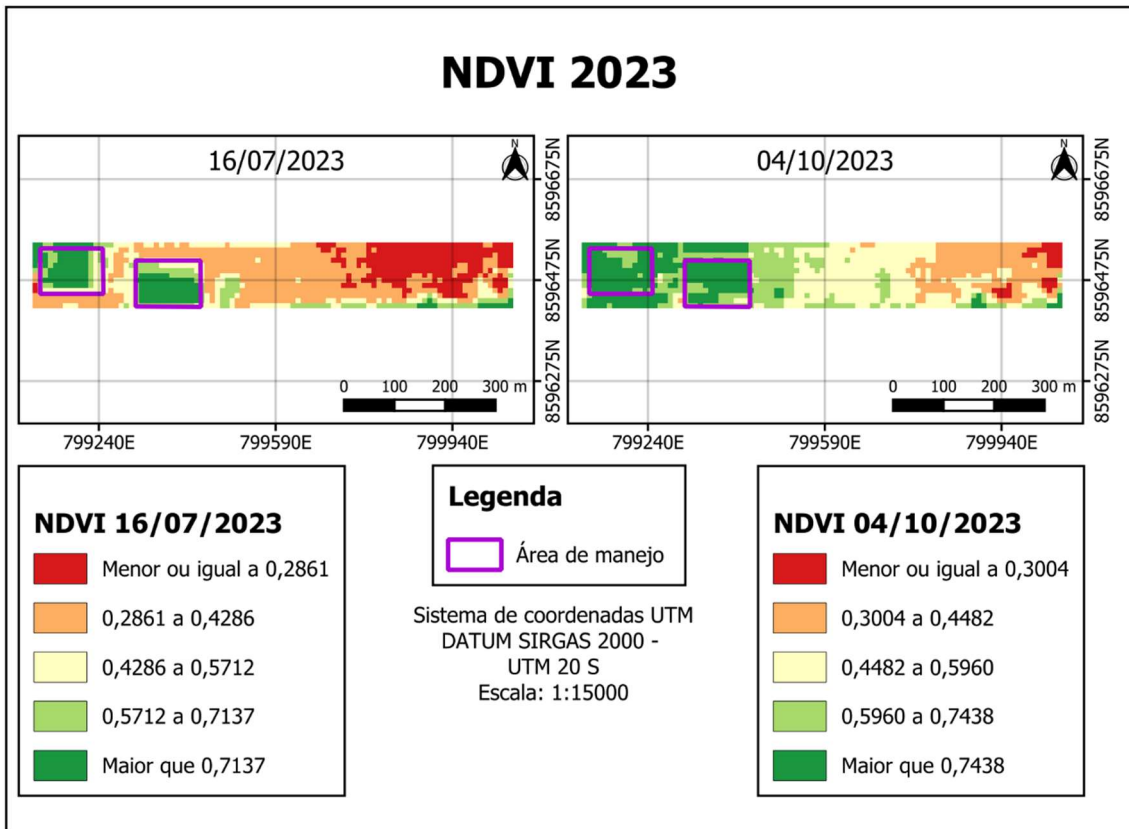 NDVI 2023
16/07/2023
N
8596675N
8596475N
8596275N
0 100 200 300 m
799240E 799590E 799940E
04/10/2023
N
8596675N
8596475N
8596275N
0 100 200 300 m
799240E 799590E 799940E
NDVI 16/07/2023
Menor ou igual a 0,2861
0,2861 a 0,4286
0,4286 a 0,5712
0,5712 a 0,7137
Maior que 0,7137
Legenda
Área de manejo
Sistema de coordenadas UTM
DATUM SIRGAS 2000 -
UTM 20 S
Escala: 1:15000
NDVI 04/10/2023
Menor ou igual a 0,3004
0,3004 a 0,4482
0,4482 a 0,5960
0,5960 a 0,7438
Maior que 0,7438